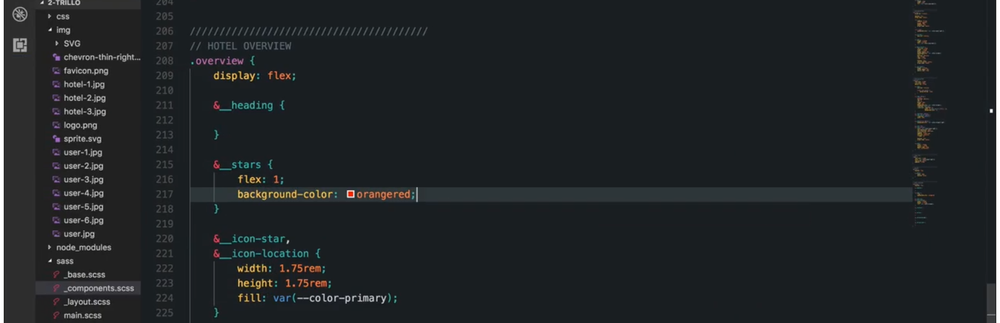 2-TRILLO
css
img
SVG
chevron-thin-right...
favicon.png
hotel-1.jpg
hotel-2.jpg
hotel-3.jpg
logo.png
sprite.svg
user-1.jpg
user-2.jpg
user-3.jpg
user-4.jpg
user-5.jpg
user-6.jpg
user.jpg
node_modules
sass
_base.scss
_components.scss
_layout.scss
main.scss
204
205
206 ////////////////////////////////////////
207 // HOTEL OVERVIEW
208 .overview {
209 display: flex;
210
211 &__heading {
212
213 }
214
215 &__stars {
216 flex: 1;
217 background-color: orangered;
218 }
219
220 &__icon-star,
221 &__icon-location {
222 width: 1.75rem;
223 height: 1.75rem;
224 fill: var(--color-primary);
225 }